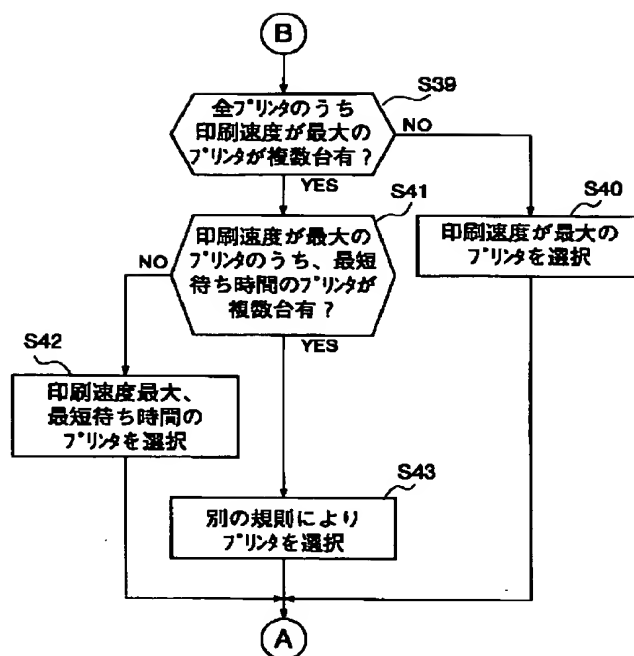 B
S39
全プリンタのうち
印刷速度が最大の
プリンタが複数台有？
NO
YES
S41
S40
印刷速度が最大の
プリンタのうち、最短
待ち時間のプリンタが
複数台有？
印刷速度が最大の
プリンタを選択
NO
YES
S42
印刷速度最大、
最短待ち時間の
プリンタを選択
S43
別の規則により
プリンタを選択
A